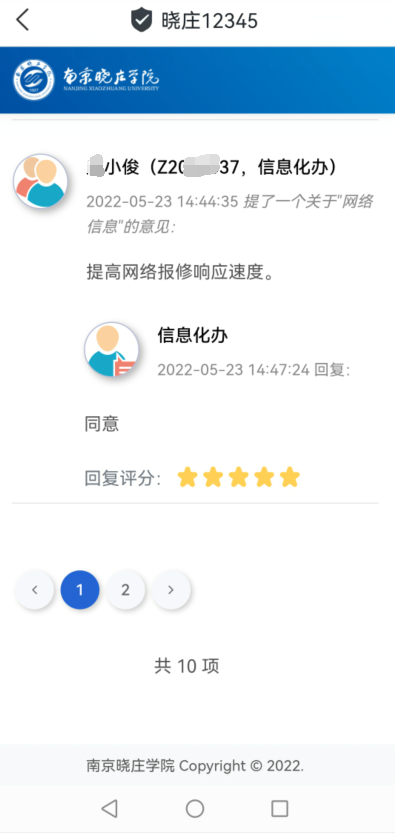 晓庄12345
南京晓庄学院
NANJING XIAOZHUANG UNIVERSITY
小俊（Z20 37，信息化办）
2022-05-23 14:44:35 提了一个关于"网络
信息"的意见：
提高网络报修响应速度。
信息化办
2022-05-23 14:47:24 回复：
同意
回复评分：
1 2
共 10 项
南京晓庄学院 Copyright © 2022.